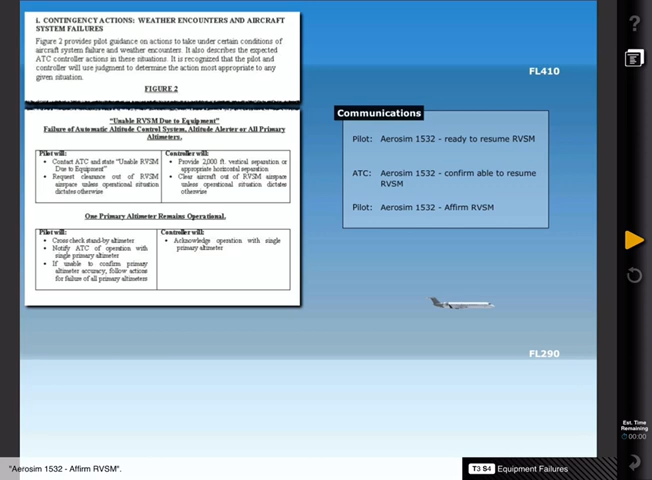 i. CONTINGENCY ACTIONS: WEATHER ENCOUNTERS AND AIRCRAFT
SYSTEM FAILURES
Figure 2 provides pilot guidance on actions to take under certain conditions of
aircraft system failure and weather encounters. It also describes the expected
ATC controller actions in these situations. It is recognized that the pilot and
controller will use judgment to determine the action most appropriate to any
given situation.
FIGURE 2
"Unable RVSM Due to Equipment"
Failure of Automatic Altitude Control System, Altitude Alerter or All Primary
Altimeters.
Pilot will:
• Contact ATC and state "Unable RVSM
Due to Equipment"
• Request clearance out of RVSM
airspace unless operational situation
dictates otherwise
Controller will:
• Provide 2,000 ft. vertical separation or
appropriate horizontal separation
• Clear aircraft out of RVSM airspace
unless operational situation dictates
otherwise
One Primary Altimeter Remains Operational.
Pilot will:
• Cross check stand-by altimeter
• Notify ATC of operation with
single primary altimeter
• If unable to confirm primary
altimeter accuracy, follow actions
for failure of all primary altimeters
Controller will:
• Acknowledge operation with single
primary altimeter
FL410
Communications
Pilot: Aerosim 1532 - ready to resume RVSM
ATC: Aerosim 1532 - confirm able to resume
RVSM
Pilot: Aerosim 1532 - Affirm RVSM
FL290
?
Est. Time
Remaining
00:00
"Aerosim 1532 - Affirm RVSM".
T3 S4 Equipment Failures